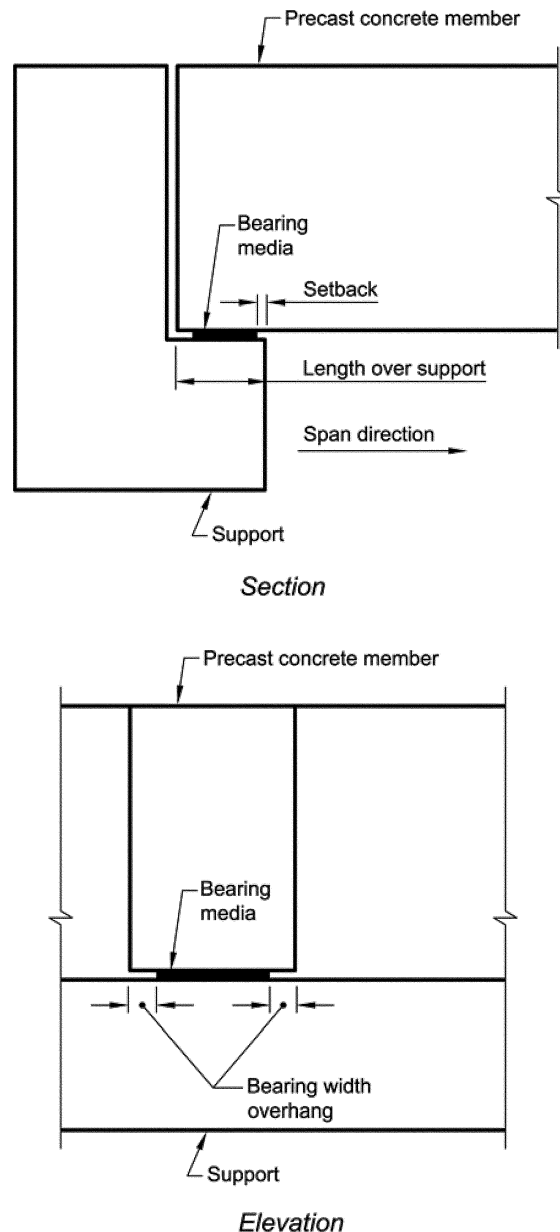 Precast concrete member
Bearing
media
Setback
Length over support
Span direction
Support
Section
Precast concrete member
Bearing
media
Bearing width
overhang
Support
Elevation